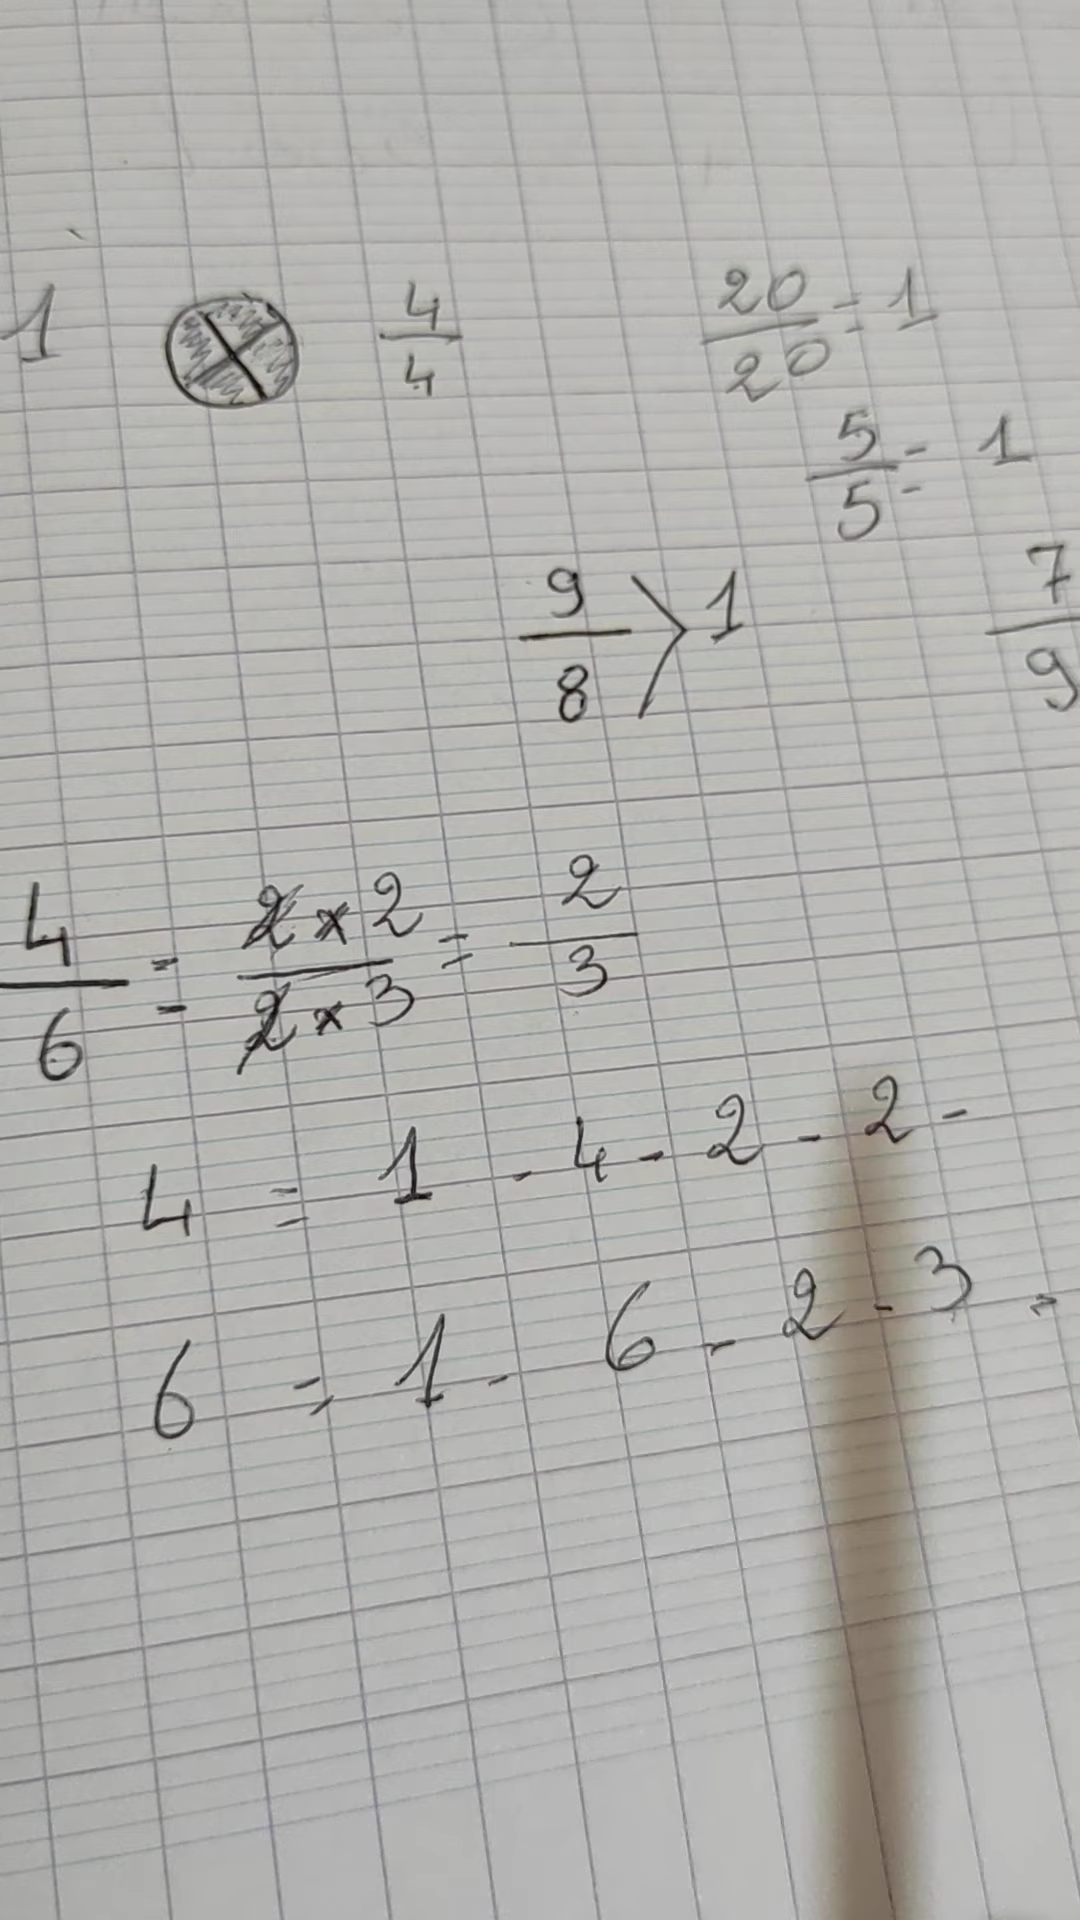 1 4/4 20/20 = 1
5/5 = 1
9/8 > 1 7/9
4/6 = 2 x 2 / 2 x 3 = 2/3
4 = 1 - 4 - 2 - 2 -
6 = 1 - 6 - 2 - 3 -